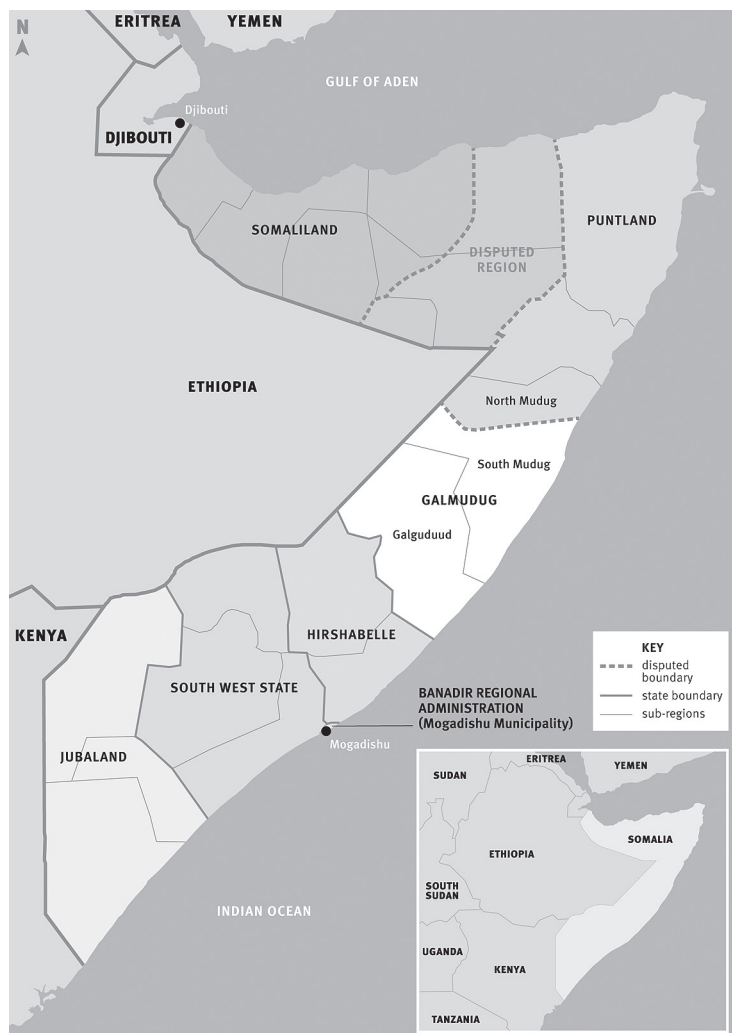 ERITREA
YEMEN
N
GULF OF ADEN
Djibouti
DJIBOUTI
PUNTLAND
SOMALILAND
DISPUTED
REGION
ETHIOPIA
North Mudug
South Mudug
GALMUDUG
Galguduud
KENYA
HIRSHABELLE
SOUTH WEST STATE
BANADIR REGIONAL
ADMINISTRATION
(Mogadishu Municipality)
Mogadishu
JUBALAND
INDIAN OCEAN
KEY
disputed
boundary
state boundary
sub-regions
ERITREA
YEMEN
SUDAN
SOMALIA
ETHIOPIA
SOUTH
SUDAN
UGANDA
KENYA
TANZANIA